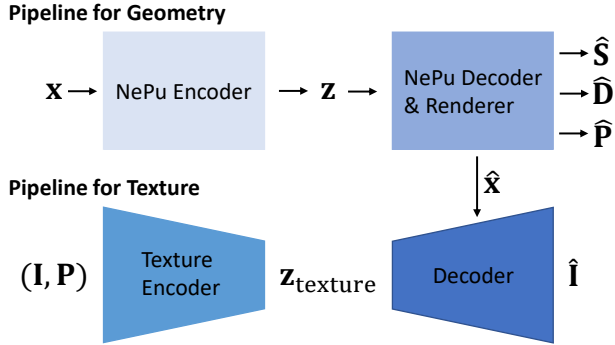 Pipeline for Geometry
x
NePu Encoder
z
NePu Decoder
& Renderer
Ŝ
D̂
P̂
x̂
Pipeline for Texture
(I, P)
Texture
Encoder
z_texture
Decoder
Î